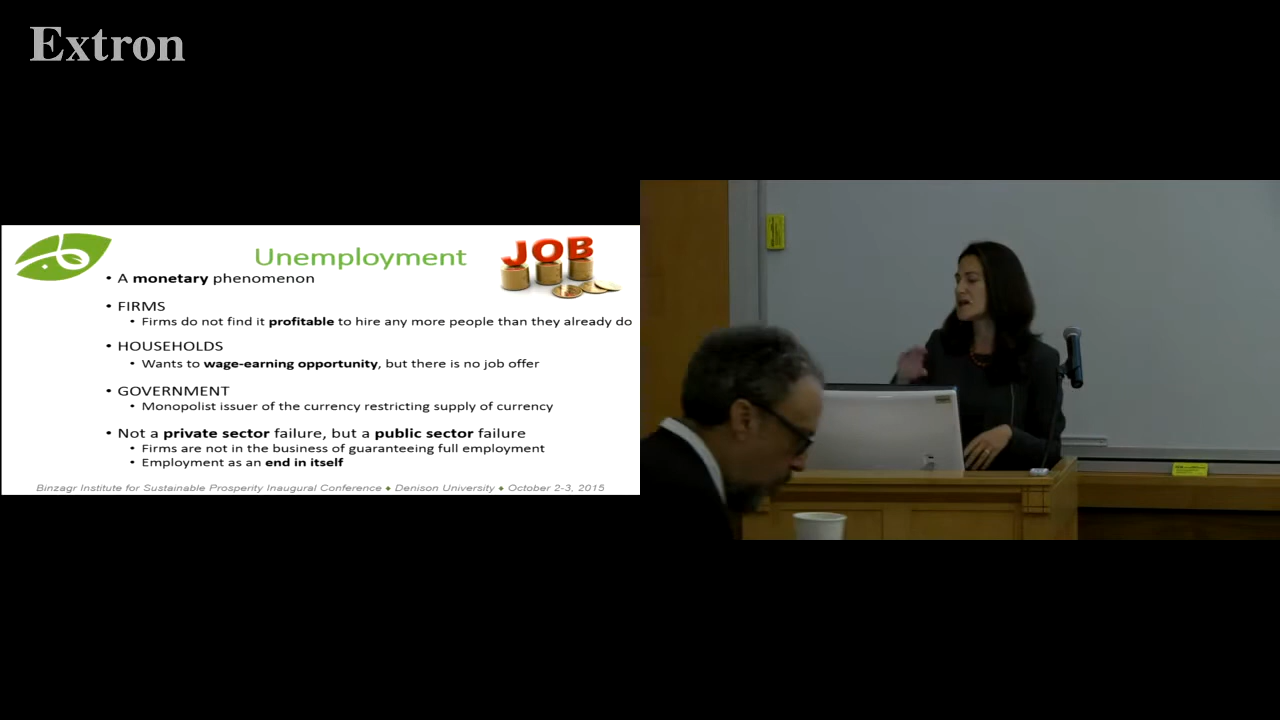 Extron
Unemployment
JOB
• A monetary phenomenon
• FIRMS
• Firms do not find it profitable to hire any more people than they already do
• HOUSEHOLDS
• Wants to wage-earning opportunity, but there is no job offer
• GOVERNMENT
• Monopolist issuer of the currency restricting supply of currency
• Not a private sector failure, but a public sector failure
• Firms are not in the business of guaranteeing full employment
• Employment as an end in itself
Binzagr Institute for Sustainable Prosperity Inaugural Conference ♦ Denison University ♦ October 2-3, 2015